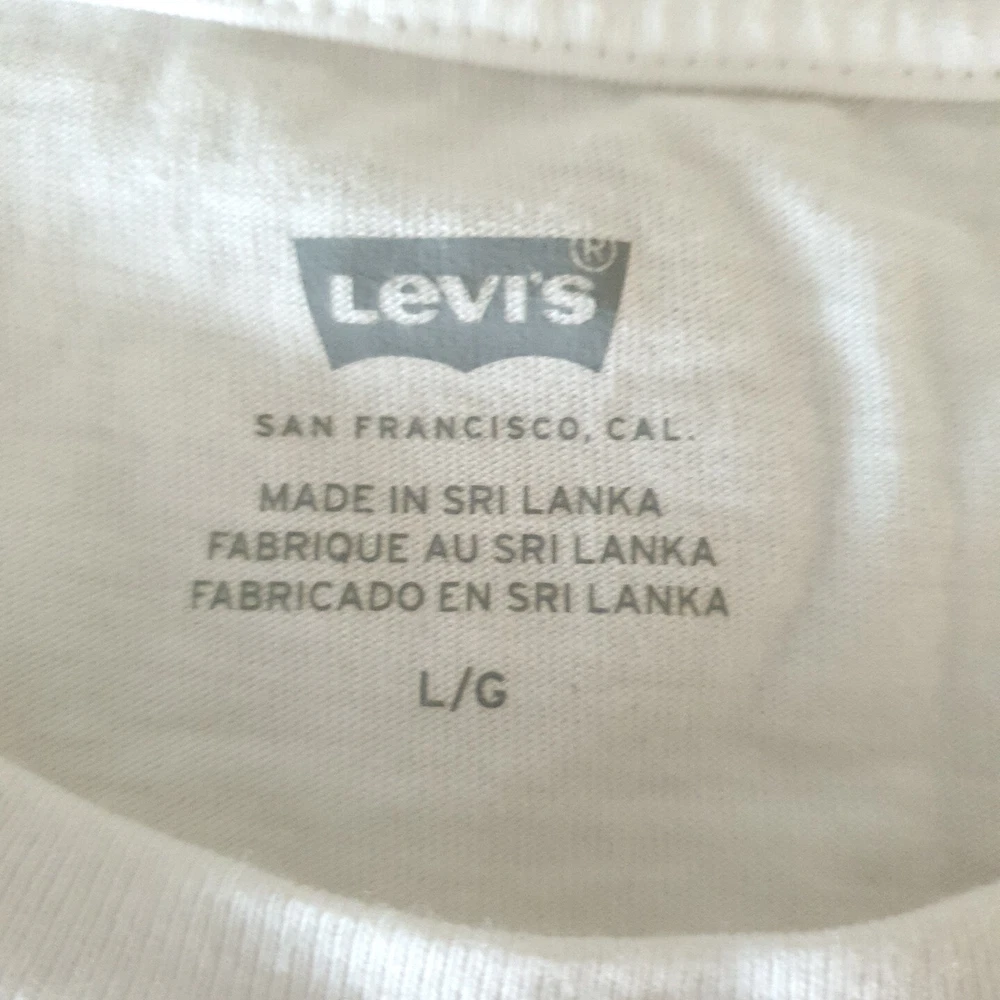 Levi's®
SAN FRANCISCO, CAL.
MADE IN SRI LANKA
FABRIQUE AU SRI LANKA
FABRICADO EN SRI LANKA
L/G